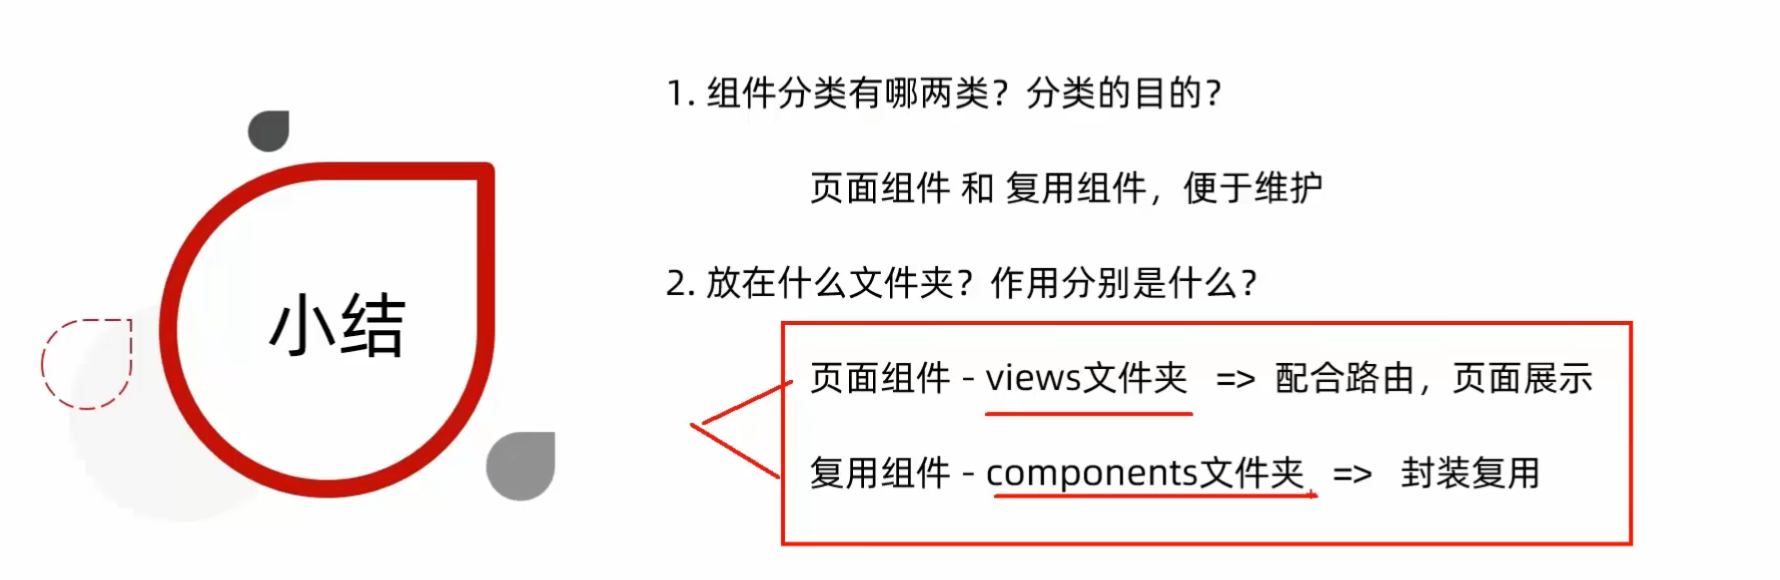 小结
1. 组件分类有哪两类？分类的目的？
页面组件 和 复用组件，便于维护
2. 放在什么文件夹？作用分别是什么？
页面组件 - views文件夹 => 配合路由，页面展示
复用组件 - components文件夹 => 封装复用